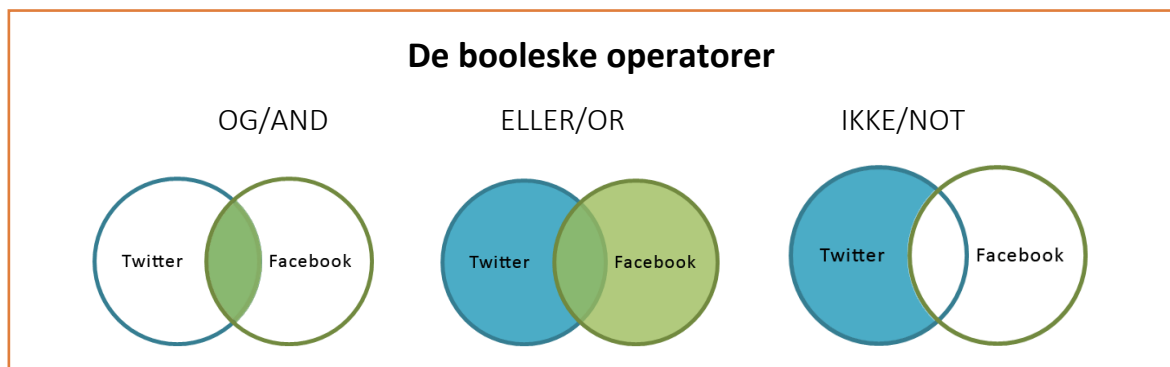 De booleske operatorer
OG/AND ELLER/OR IKKE/NOT
Twitter Facebook Twitter Facebook Twitter Facebook